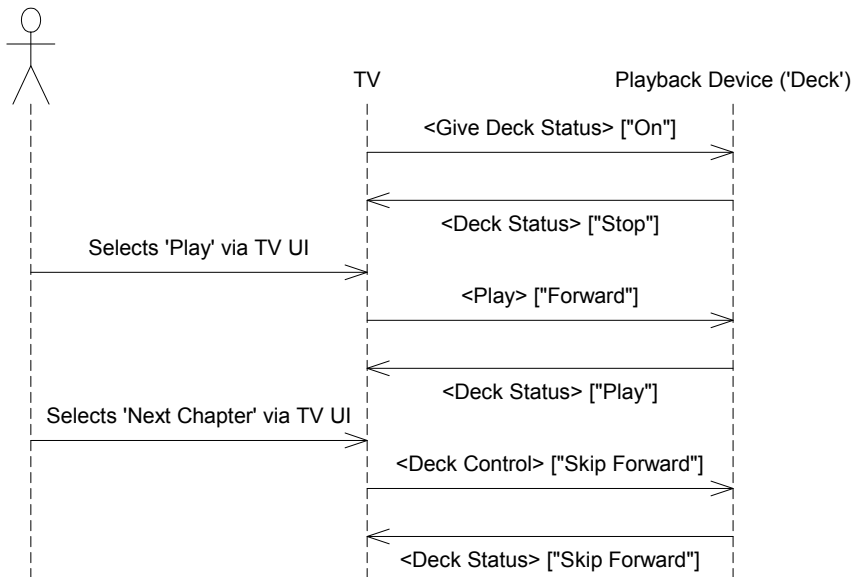 TV
Playback Device ('Deck')
<Give Deck Status> ["On"]
<Deck Status> ["Stop"]
Selects 'Play' via TV UI
<Play> ["Forward"]
<Deck Status> ["Play"]
Selects 'Next Chapter' via TV UI
<Deck Control> ["Skip Forward"]
<Deck Status> ["Skip Forward"]